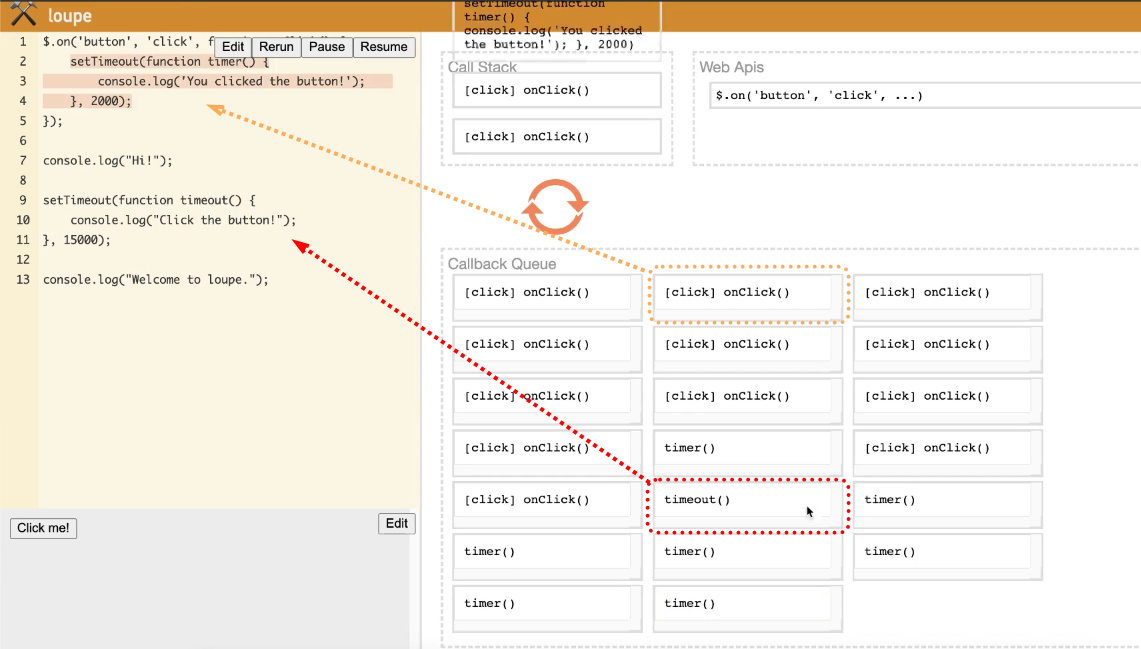 loupe
1 $.on('button', 'click', f
Edit Rerun Pause Resume
2 setTimeout(function timer() {
3 console.log('You clicked the button!');
4 }, 2000);
5 });
6
7 console.log("Hi!");
8
9 setTimeout(function timeout() {
10 console.log("Click the button!");
11 }, 15000);
12
13 console.log("Welcome to loupe.");
Click me!
Edit
setTimeout(function
timer() {
console.log('You clicked
the button!'); }, 2000)
Call Stack
[click] onClick()
[click] onClick()
Web Apis
$.on('button', 'click', ...)
Callback Queue
[click] onClick() [click] onClick() [click] onClick()
[click] onClick() [click] onClick() [click] onClick()
[click] onClick() [click] onClick() [click] onClick()
[click] onClick() timer() [click] onClick()
[click] onClick() timeout() timer()
timer() timer() timer()
timer() timer()